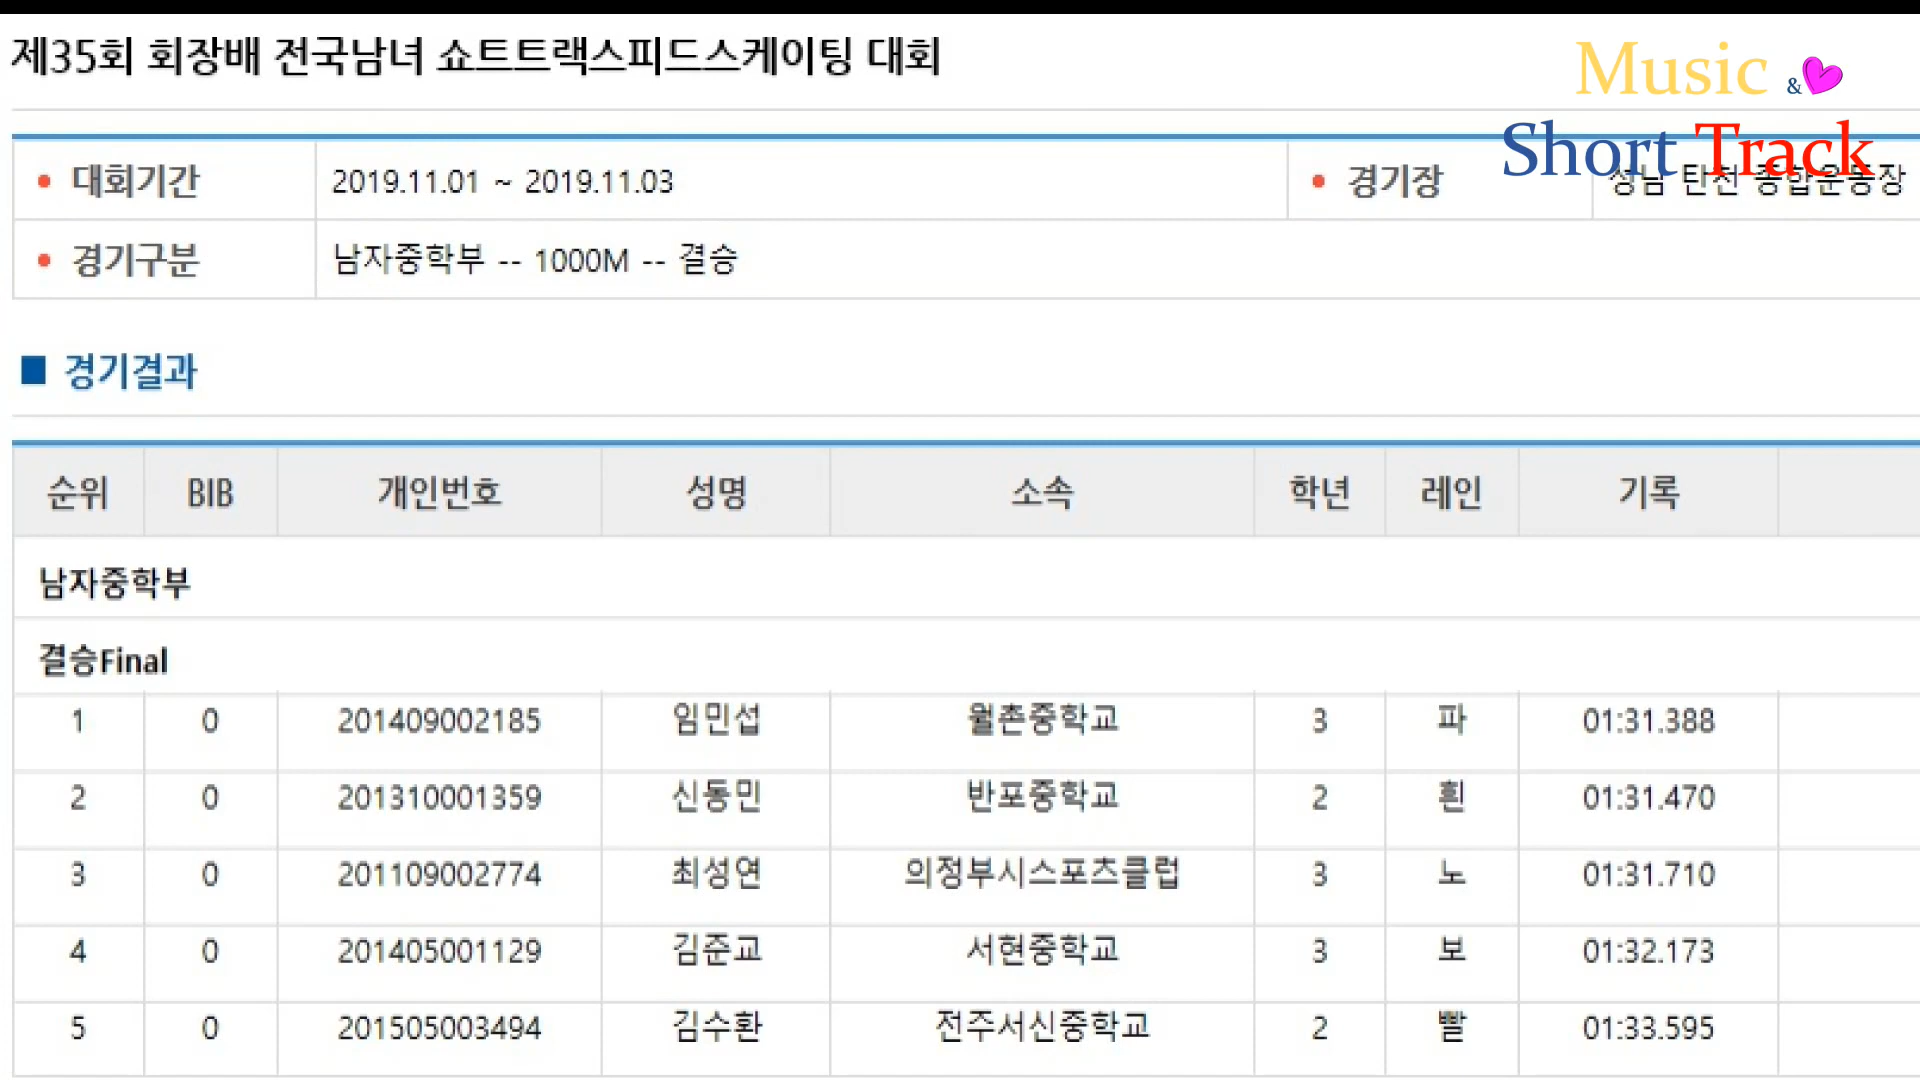 제35회 회장배 전국남녀 쇼트트랙스피드스케이팅 대회
Music &
Short Track
대회기간 2019.11.01 ~ 2019.11.03 경기장 성남 탄천 종합운동장
경기구분 남자중학부 -- 1000M -- 결승
경기결과
순위 BIB 개인번호 성명 소속 학년 레인 기록
남자중학부
결승Final
1 0 201409002185 임민섭 월촌중학교 3 파 01:31.388
2 0 201310001359 신동민 반포중학교 2 흰 01:31.470
3 0 201109002774 최성연 의정부시스포츠클럽 3 노 01:31.710
4 0 201405001129 김준교 서현중학교 3 보 01:32.173
5 0 201505003494 김수환 전주서신중학교 2 빨 01:33.595